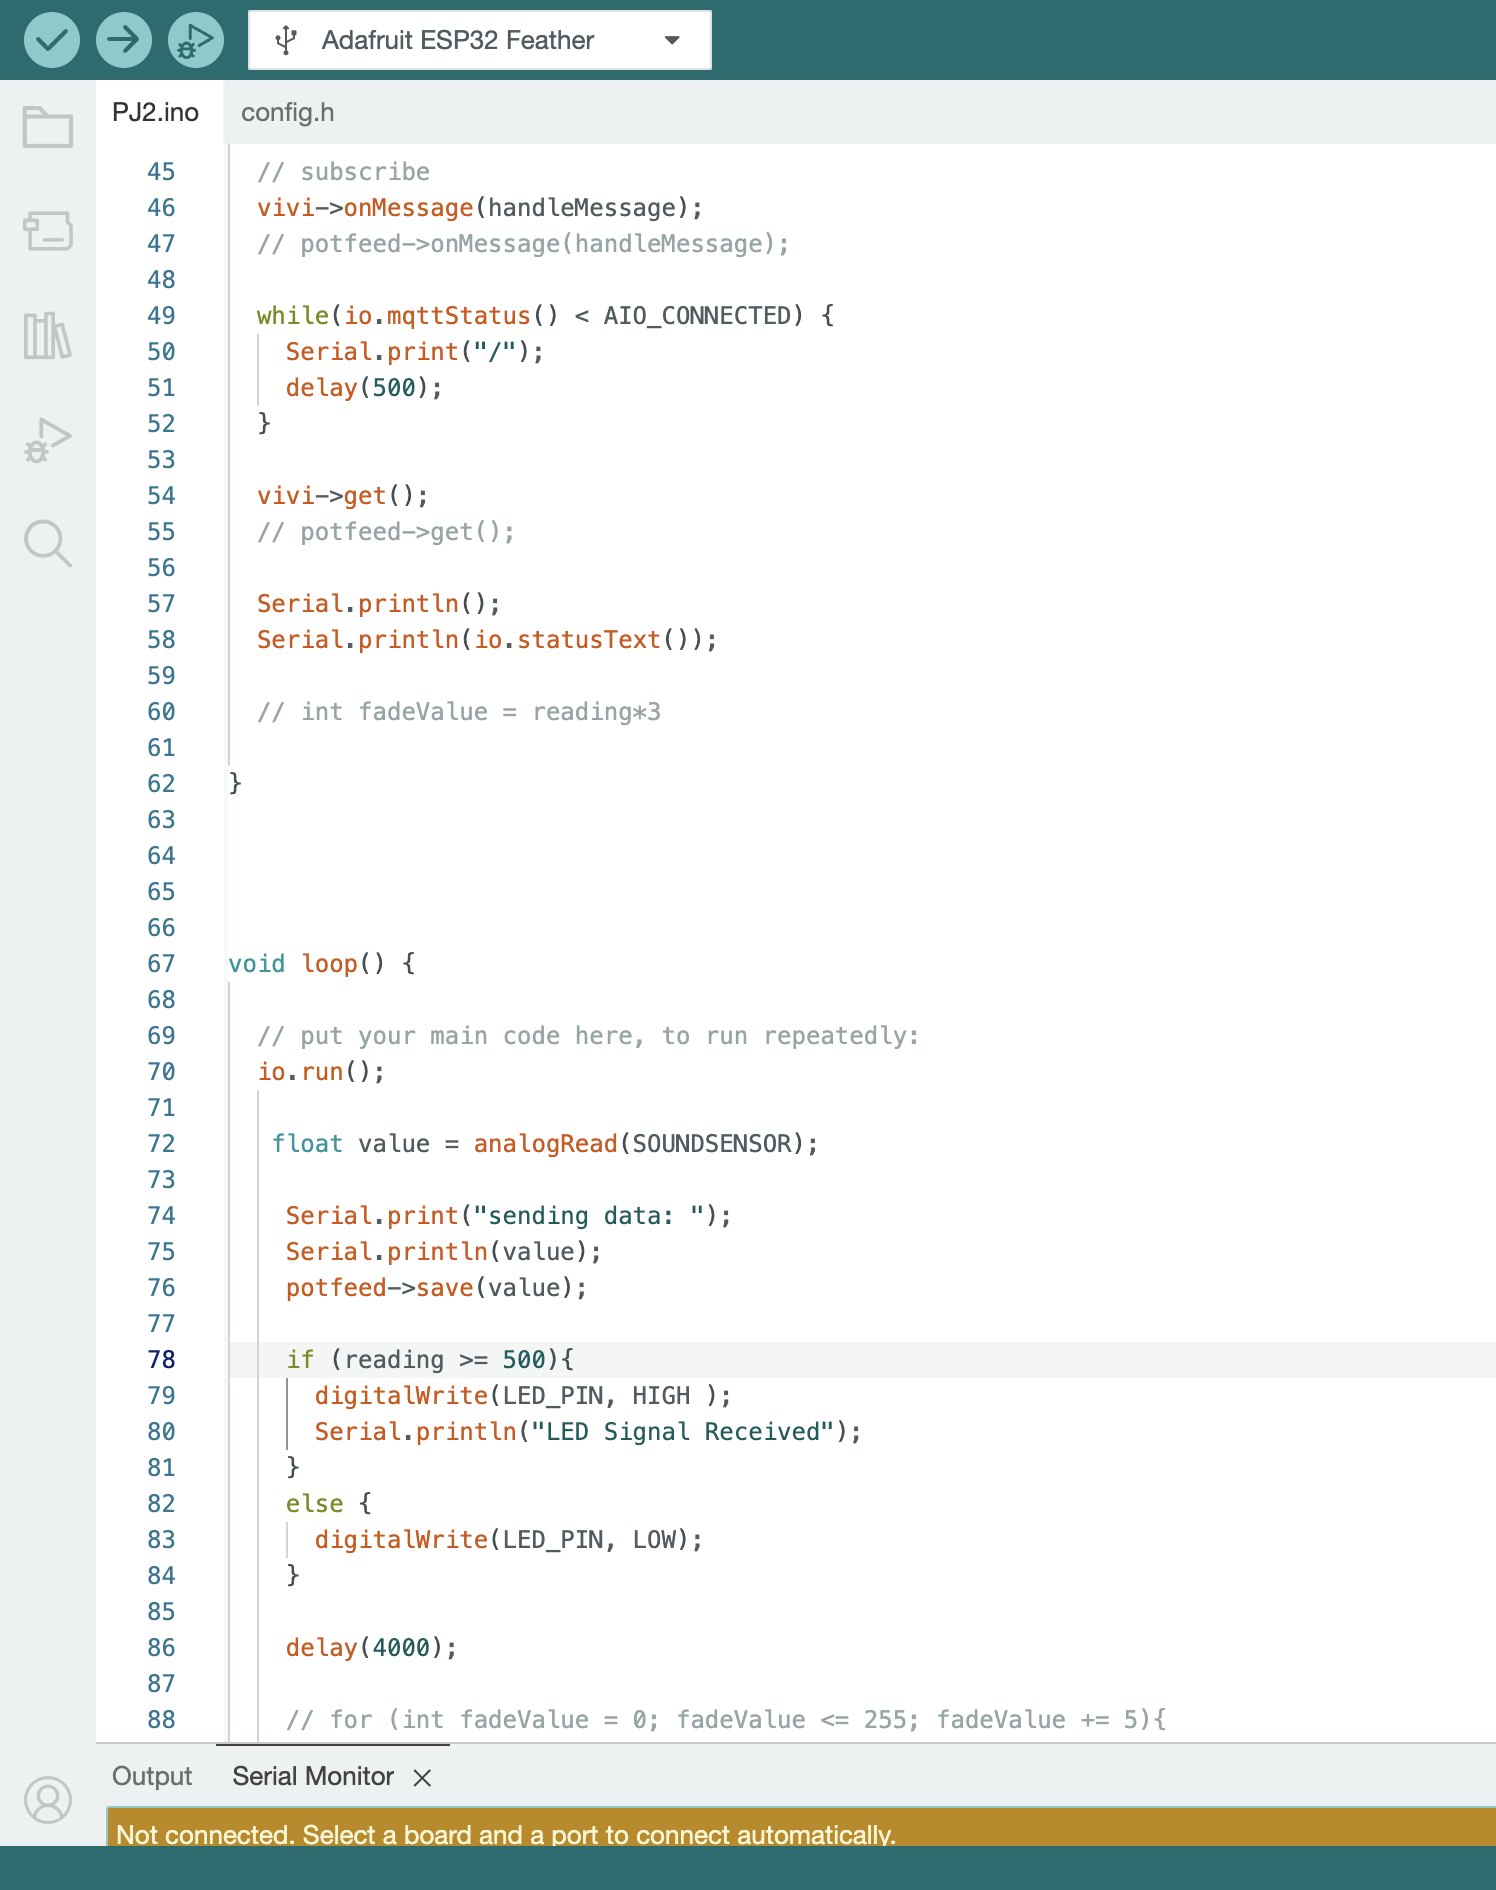 Adafruit ESP32 Feather
PJ2.ino config.h
45 // subscribe
46 vivi->onMessage(handleMessage);
47 // potfeed->onMessage(handleMessage);
48
49 while(io.mqttStatus() < AIO_CONNECTED) {
50 Serial.print("/");
51 delay(500);
52 }
53
54 vivi->get();
55 // potfeed->get();
56
57 Serial.println();
58 Serial.println(io.statusText());
59
60 // int fadeValue = reading*3
61
62 }
63
64
65
66
67 void loop() {
68
69 // put your main code here, to run repeatedly:
70 io.run();
71
72 float value = analogRead(SOUNDSENSOR);
73
74 Serial.print("sending data: ");
75 Serial.println(value);
76 potfeed->save(value);
77
78 if (reading >= 500){
79 digitalWrite(LED_PIN, HIGH );
80 Serial.println("LED Signal Received");
81 }
82 else {
83 digitalWrite(LED_PIN, LOW);
84 }
85
86 delay(4000);
87
88 // for (int fadeValue = 0; fadeValue <= 255; fadeValue += 5){
Output Serial Monitor
Not connected. Select a board and a port to connect automatically.